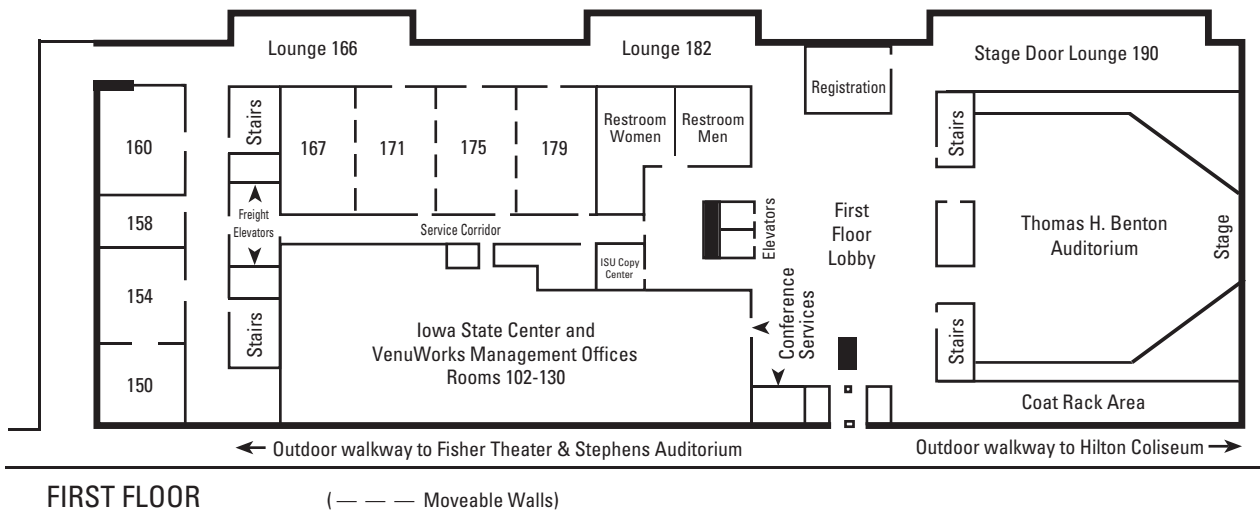 Lounge 166
Lounge 182
Stage Door Lounge 190
Registration
160
Stairs
167
171
175
179
Restroom
Women
Restroom
Men
Stairs
158
Freight
Elevators
Service Corridor
Elevators
First
Floor
Lobby
Thomas H. Benton
Auditorium
Stage
ISU Copy
Center
154
150
Stairs
Iowa State Center and
VenuWorks Management Offices
Rooms 102-130
Conference
Services
Stairs
Coat Rack Area
Outdoor walkway to Fisher Theater & Stephens Auditorium
Outdoor walkway to Hilton Coliseum
FIRST FLOOR
( — — — Moveable Walls)